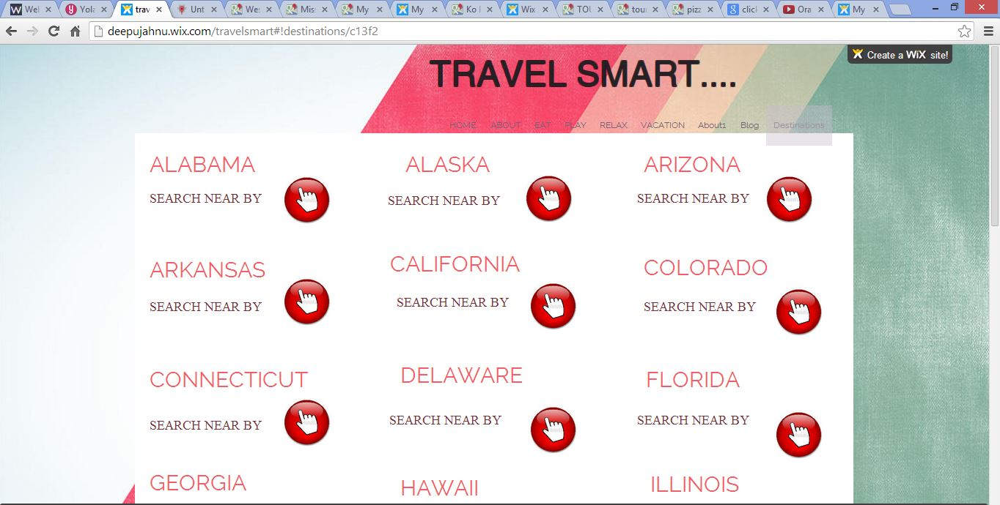 Wel
Yola
trav
Unt
Wes
Miss
My
My
Ko
Wix
TOU
tour
pizz
click
Ora
My
deepujahnu.wix.com/travelsmart#!destinations/c13f2
Create a WiX site!
TRAVEL SMART....
HOME ABOUT EAT PLAY RELAX VACATION About1 Blog Destinations
ALABAMA ALASKA ARIZONA
SEARCH NEAR BY SEARCH NEAR BY SEARCH NEAR BY
ARKANSAS CALIFORNIA COLORADO
SEARCH NEAR BY SEARCH NEAR BY SEARCH NEAR BY
CONNECTICUT DELAWARE FLORIDA
SEARCH NEAR BY SEARCH NEAR BY SEARCH NEAR BY
GEORGIA HAWAII ILLINOIS